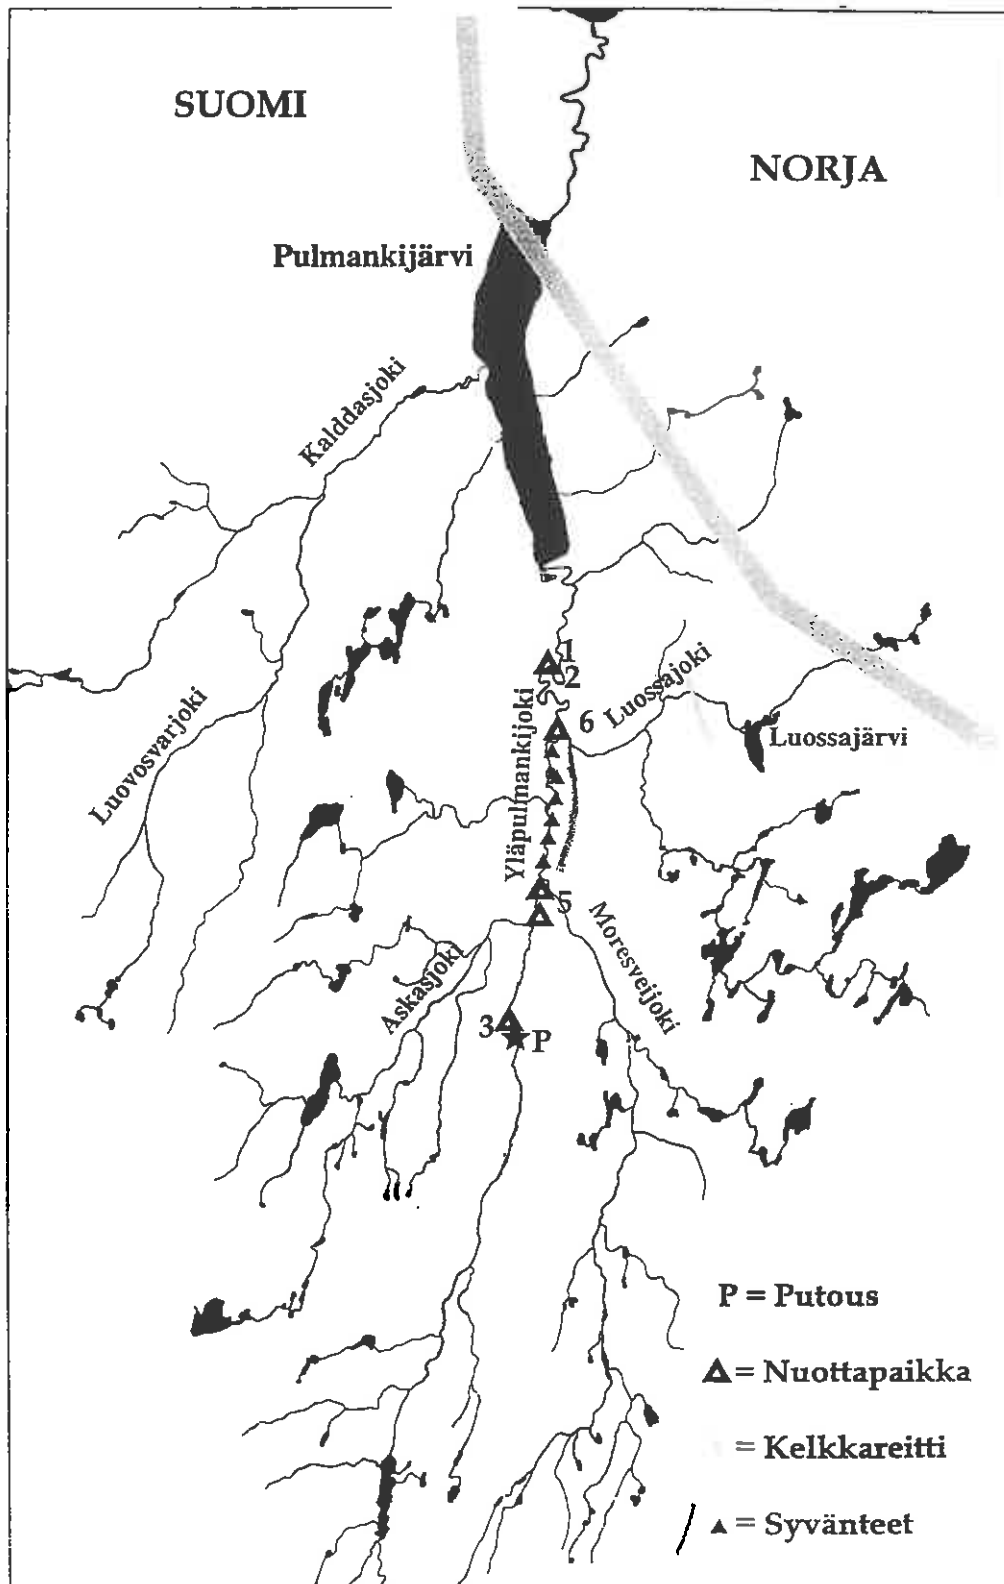 SUOMI
NORJA
Pulmankijärvi
Kalddasjoki
1
2
Luossajoki
6
Luossajärvi
Luovosvarjoki
Yläpulmankijoki
5
Moresveijoki
Askasjoki
3
P
P = Putous
= Nuottapaikka
= Kelkkareitti
= Syvänteet